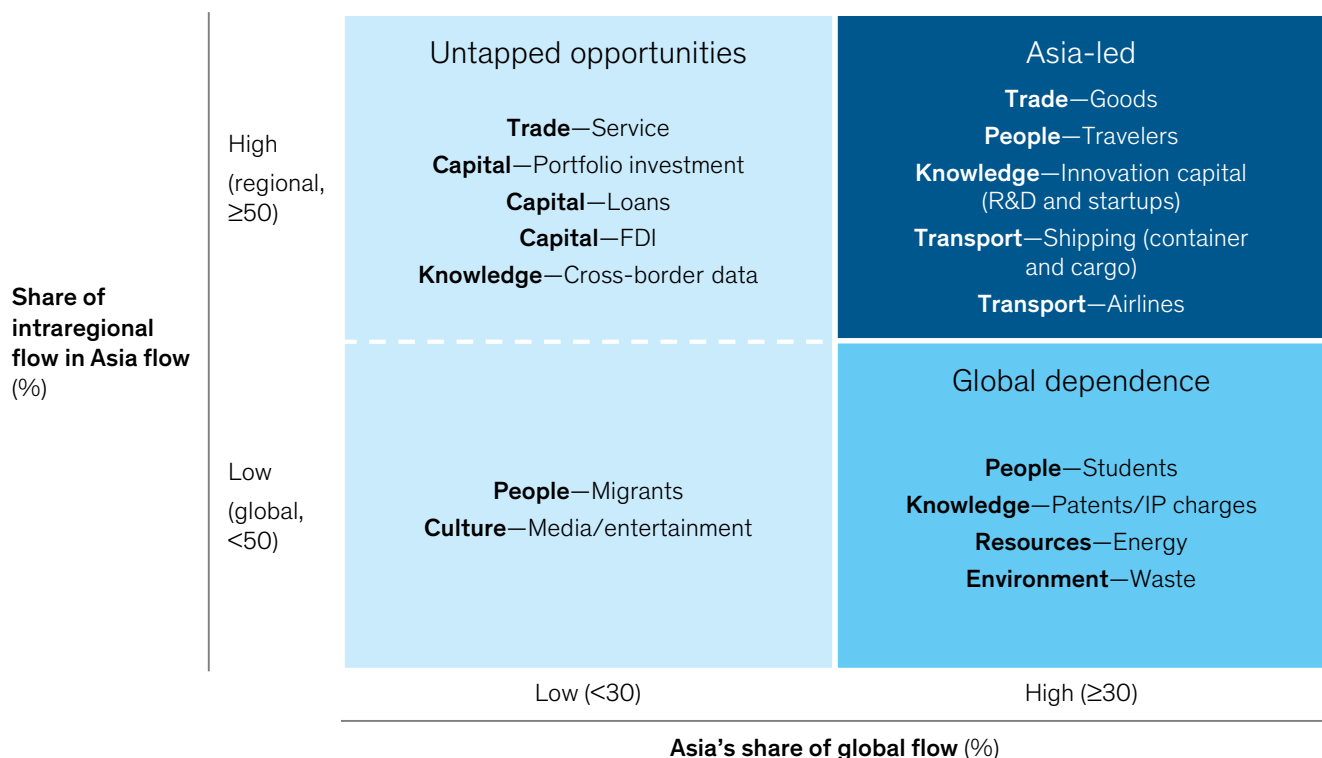 Untapped opportunities
Trade—Service
Capital—Portfolio investment
Capital—Loans
Capital—FDI
Knowledge—Cross-border data
Asia-led
Trade—Goods
People—Travelers
Knowledge—Innovation capital
(R&D and startups)
Transport—Shipping (container
and cargo)
Transport—Airlines
High
(regional,
≥50)
Share of
intraregional
flow in Asia flow
(%)
Low
(global,
<50)
People—Migrants
Culture—Media/entertainment
Global dependence
People—Students
Knowledge—Patents/IP charges
Resources—Energy
Environment—Waste
Low (<30)
High (≥30)
Asia's share of global flow (%)